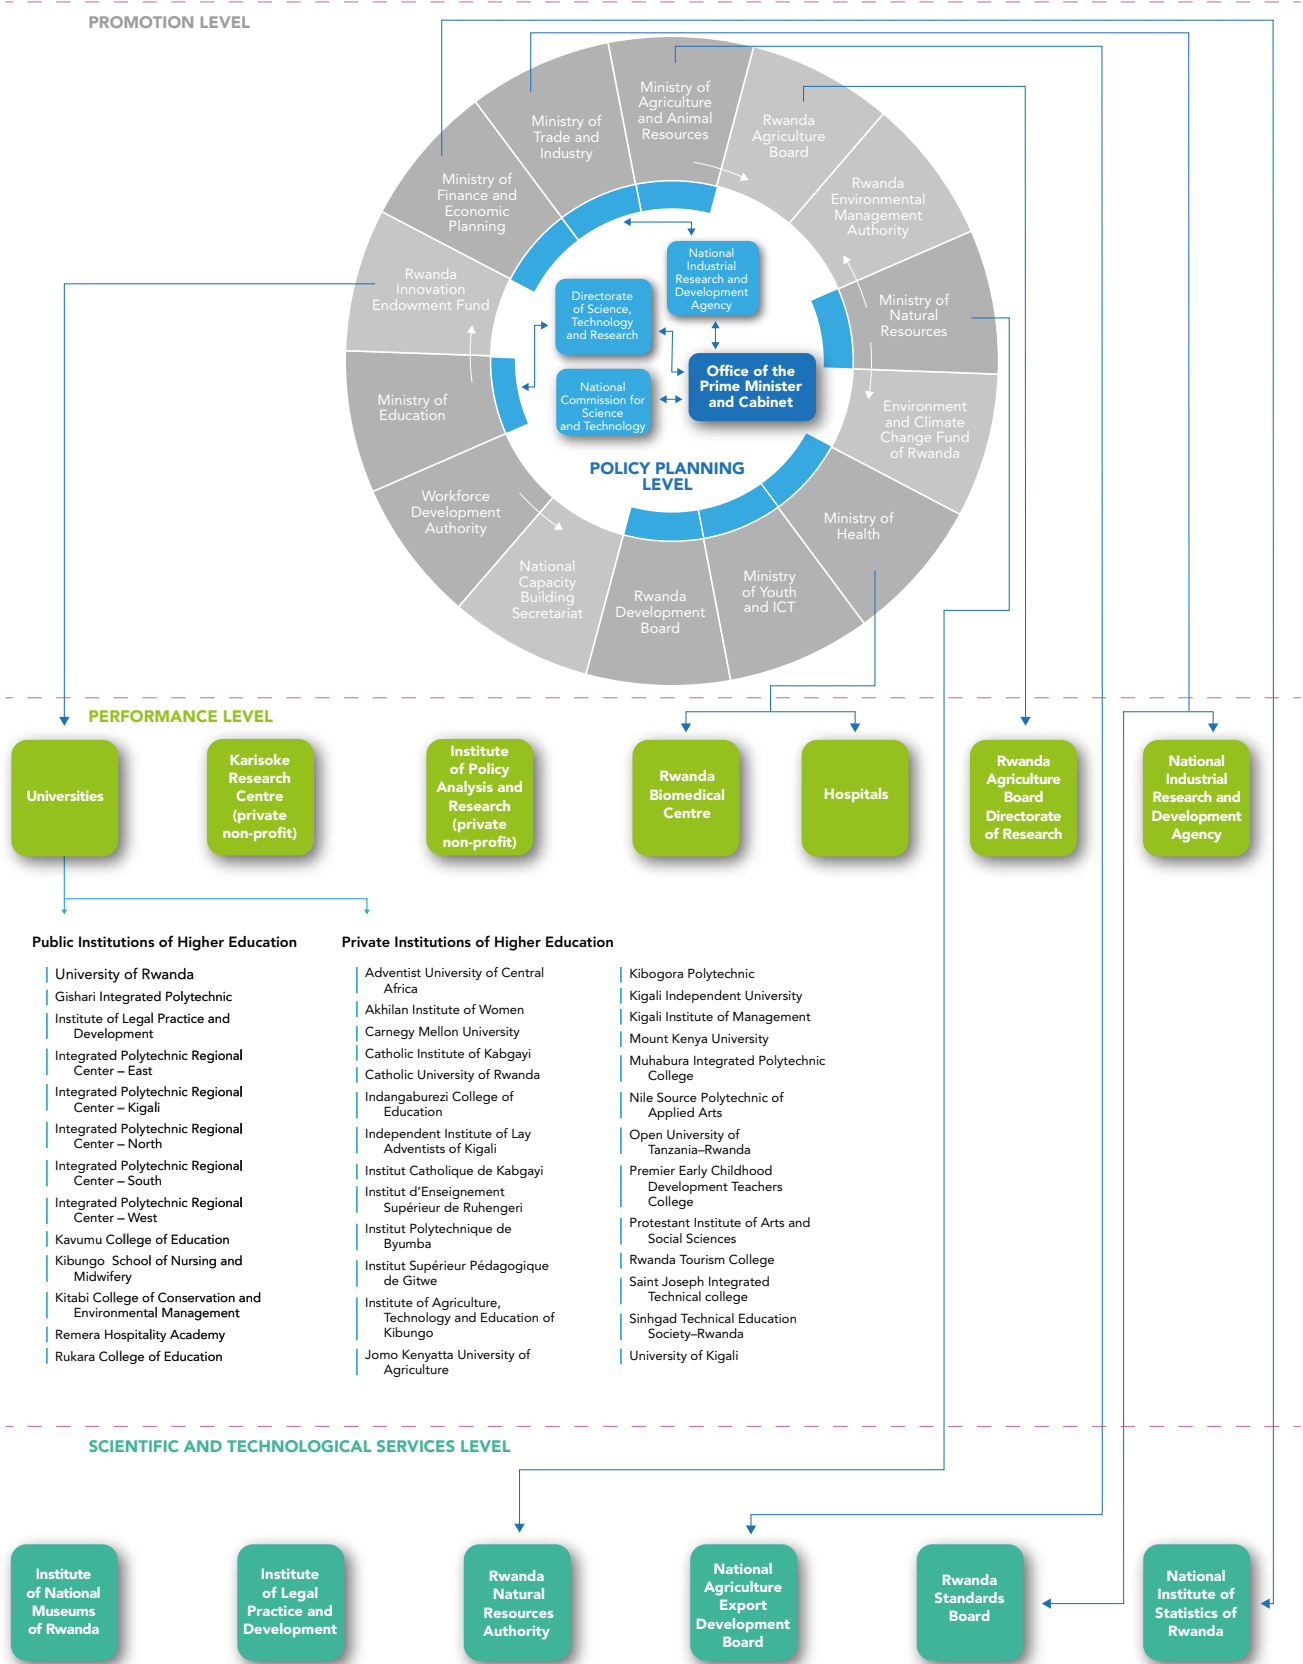 PROMOTION LEVEL
Ministry of
Agriculture
and Animal
Resources
Ministry of
Trade and
Industry
Rwanda
Agriculture
Board
Ministry of
Finance and
Economic
Planning
Rwanda
Environmental
Management
Authority
Rwanda
Innovation
Endowment Fund
Ministry of
Natural
Resources
Ministry of
Education
Environment
and Climate
Change Fund
of Rwanda
Workforce
Development
Authority
Ministry of
Health
National
Capacity
Building
Secretariat
Rwanda
Development
Board
Ministry
of Youth
and ICT
National
Industrial
Research and
Development
Agency
Directorate
of Science,
Technology
and Research
Office of the
Prime Minister
and Cabinet
National
Commission for
Science
and Technology
POLICY PLANNING
LEVEL
PERFORMANCE LEVEL
Universities
Karisoke
Research
Centre
(private
non-profit)
Institute
of Policy
Analysis and
Research
(private
non-profit)
Rwanda
Biomedical
Centre
Hospitals
Rwanda
Agriculture
Board
Directorate
of Research
National
Industrial
Research and
Development
Agency
Public Institutions of Higher Education
University of Rwanda
Gishari Integrated Polytechnic
Institute of Legal Practice and
Development
Integrated Polytechnic Regional
Center – East
Integrated Polytechnic Regional
Center – Kigali
Integrated Polytechnic Regional
Center – North
Integrated Polytechnic Regional
Center – South
Integrated Polytechnic Regional
Center – West
Kavumu College of Education
Kibungo School of Nursing and
Midwifery
Kitabi College of Conservation and
Environmental Management
Remera Hospitality Academy
Rukara College of Education
Private Institutions of Higher Education
Adventist University of Central
Africa
Akhilan Institute of Women
Carnegy Mellon University
Catholic Institute of Kabgayi
Catholic University of Rwanda
Indangaburezi College of
Education
Independent Institute of Lay
Adventists of Kigali
Institut Catholique de Kabgayi
Institut d’Enseignement
Supérieur de Ruhengeri
Institut Polytechnique de
Byumba
Institut Supérieur Pédagogique
de Gitwe
Institute of Agriculture,
Technology and Education of
Kibungo
Jomo Kenyatta University of
Agriculture
Kibogora Polytechnic
Kigali Independent University
Kigali Institute of Management
Mount Kenya University
Muhabura Integrated Polytechnic
College
Nile Source Polytechnic of
Applied Arts
Open University of
Tanzania–Rwanda
Premier Early Childhood
Development Teachers
College
Protestant Institute of Arts and
Social Sciences
Rwanda Tourism College
Saint Joseph Integrated
Technical college
Sinhgad Technical Education
Society–Rwanda
University of Kigali
SCIENTIFIC AND TECHNOLOGICAL SERVICES LEVEL
Institute
of National
Museums
of Rwanda
Institute
of Legal
Practice and
Development
Rwanda
Natural
Resources
Authority
National
Agriculture
Export
Development
Board
Rwanda
Standards
Board
National
Institute of
Statistics of
Rwanda